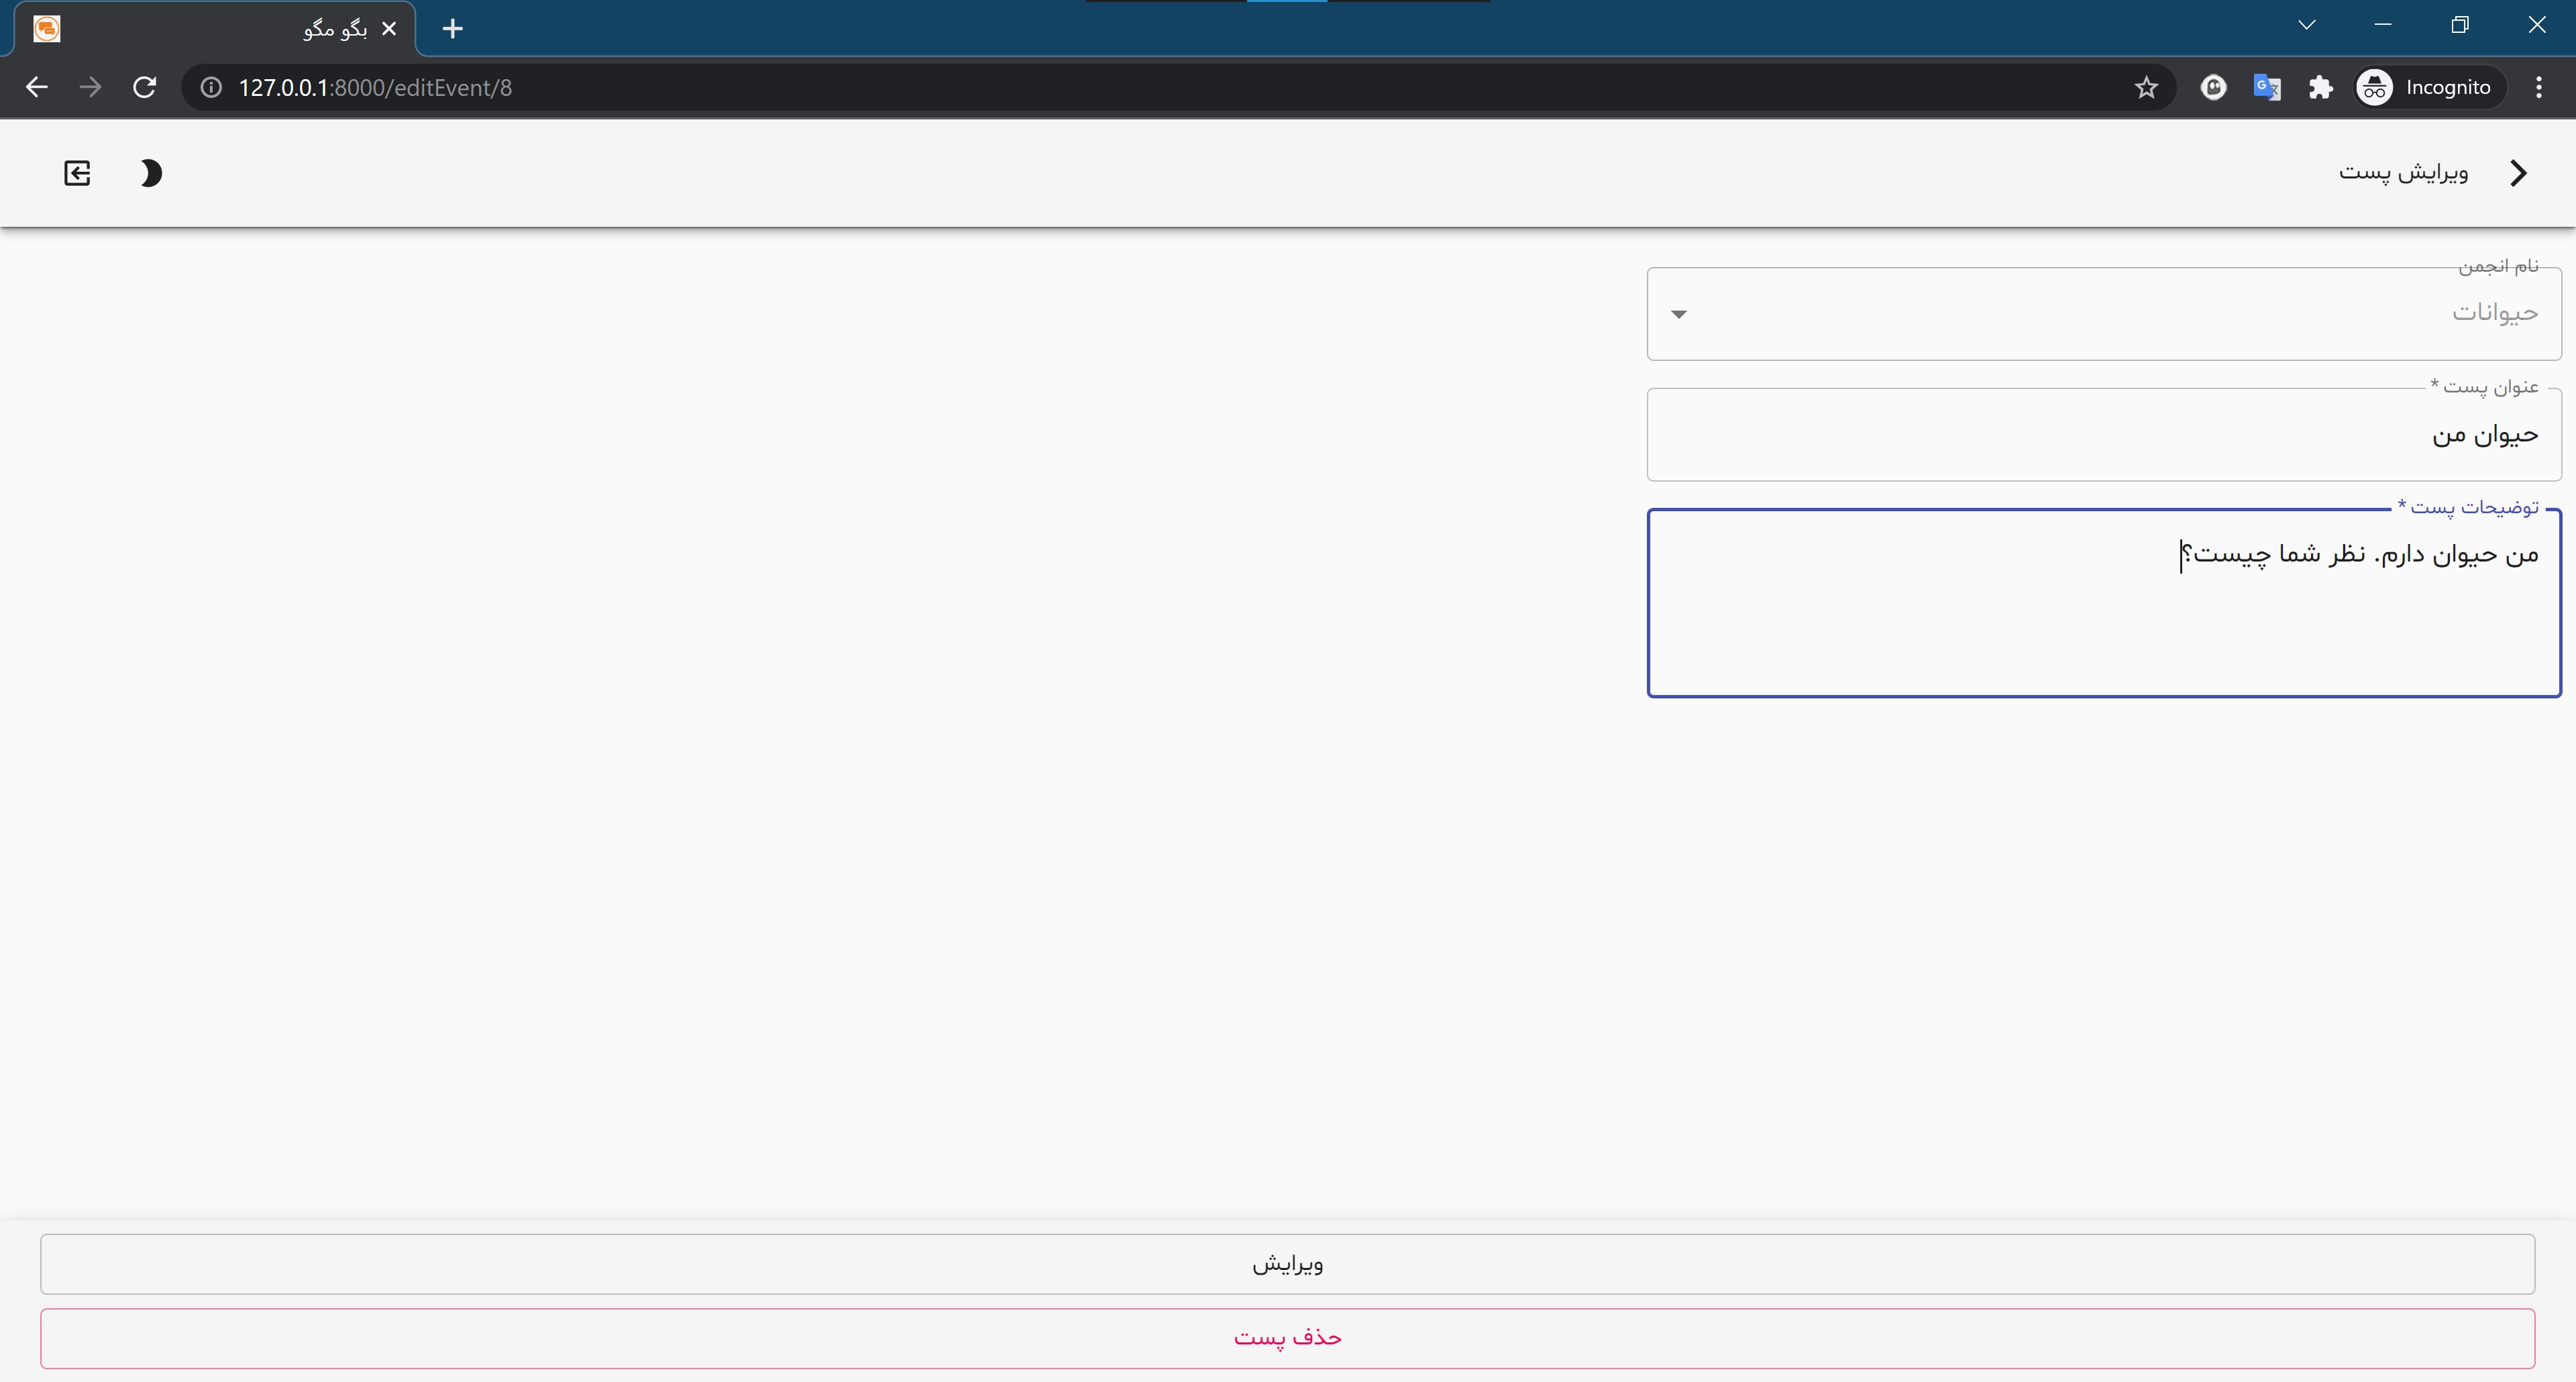 بگو مگو
127.0.0.1:8000/editEvent/8
Incognito
ویرایش پست
نام انجمن
حیوانات
عنوان پست *
حیوان من
توضیحات پست *
من حیوان دارم. نظر شما چیست؟
ویرایش
حذف پست